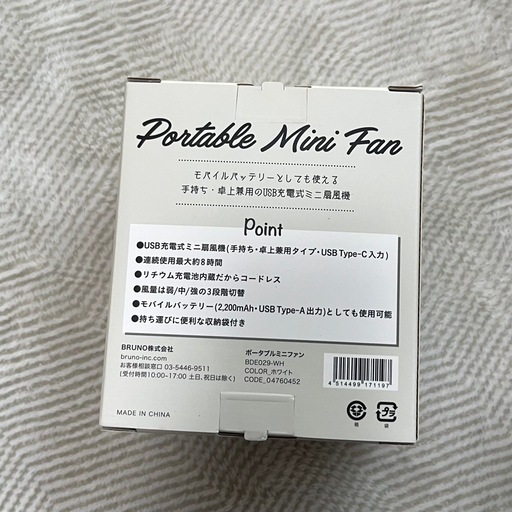 Portable Mini Fan
モバイルバッテリーとしても使える
手持ち・卓上兼用のUSB充電式ミニ扇風機
Point
●USB充電式ミニ扇風機(手持ち・卓上兼用タイプ・USB Type-C入力)
●連続使用最大約8時間
●リチウム充電池内蔵だからコードレス
●風量は弱/中/強の3段階切替
●モバイルバッテリー(2,200mAh・USB Type-A出力)としても使用可能
●持ち運びに便利な収納袋付き
BRUNO株式会社
bruno-inc.com
お客様相談窓口 03-5446-9511
(受付時間10:00~17:00 土日、祝日は除く)
MADE IN CHINA
ポータブルミニファン
BDE029-WH
COLOR_ホワイト
CODE_04760452
4 514499 171197
紙
プラ
袋